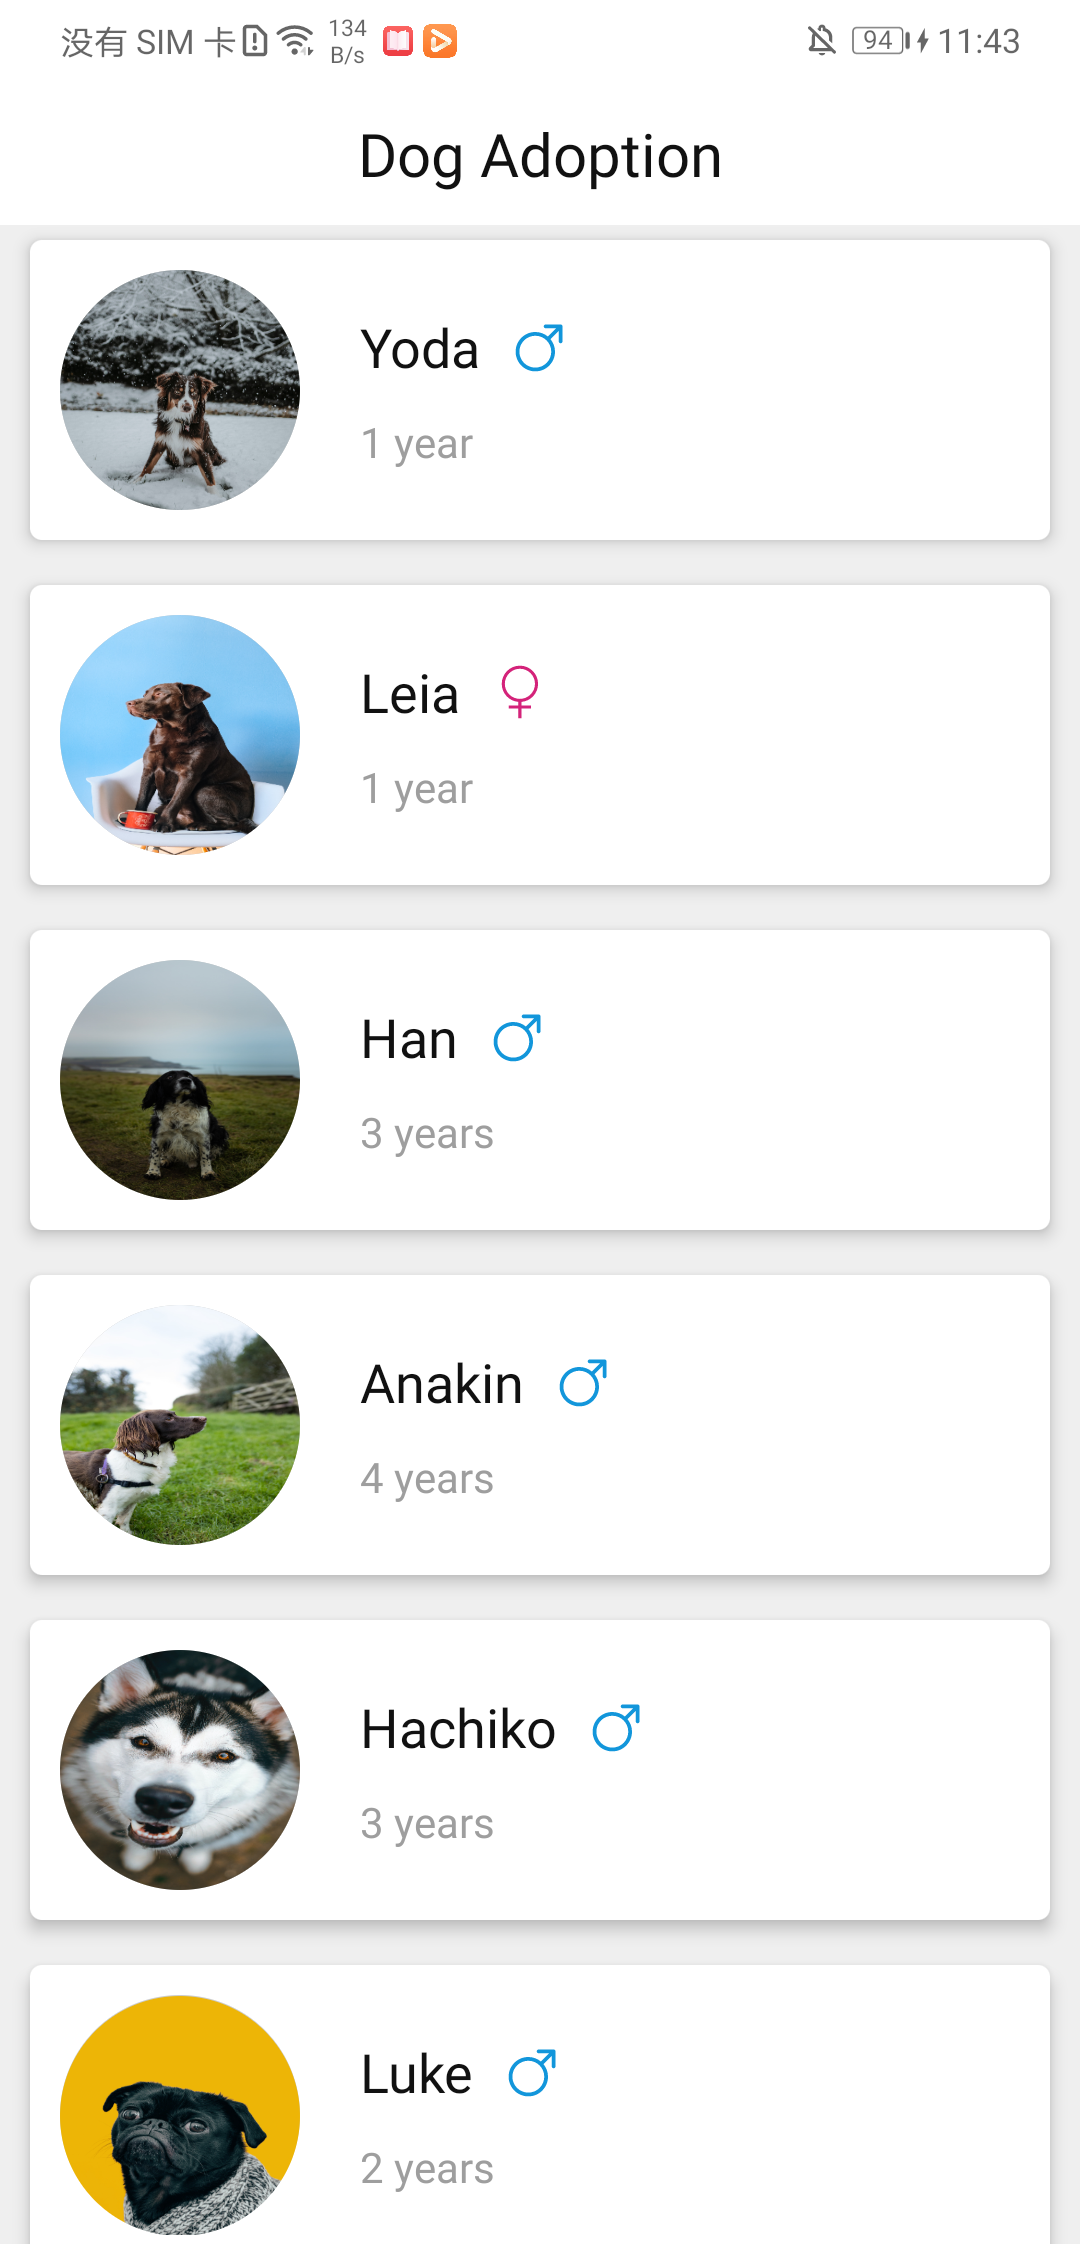 没有 SIM 卡 134 B/s 94 11:43
Dog Adoption
Yoda
1 year
Leia
1 year
Han
3 years
Anakin
4 years
Hachiko
3 years
Luke
2 years